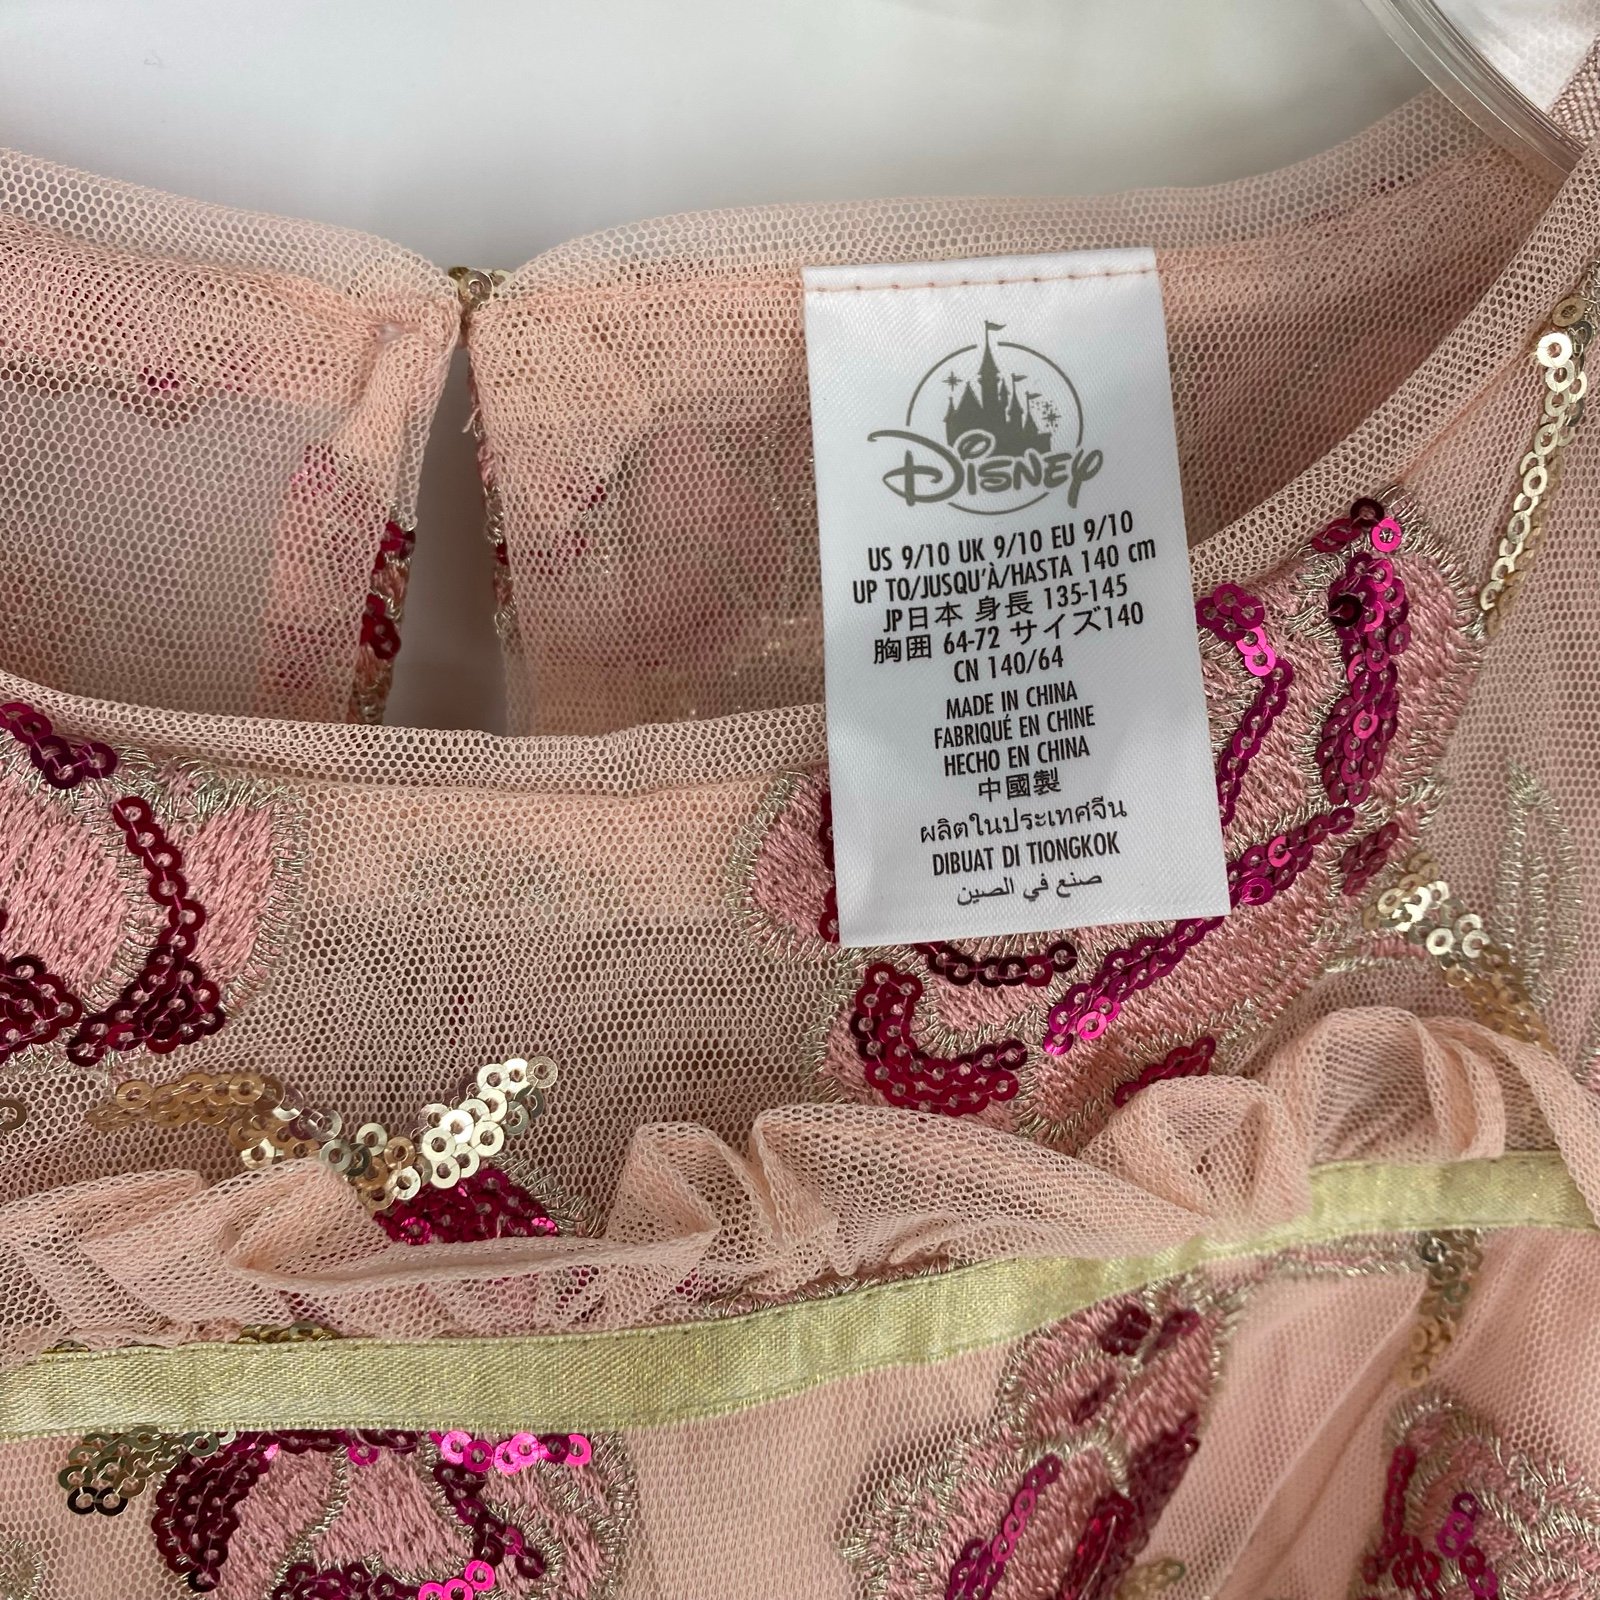 Disney
US 9/10 UK 9/10 EU 9/10
UP TO/JUSQU'À/HASTA 140 cm
JP日本 身長 135-145
胸囲 64-72 サイズ140
CN 140/64
MADE IN CHINA
FABRIQUÉ EN CHINE
HECHO EN CHINA
中國製
ผลิตในประเทศจีน
DIBUAT DI TIONGKOK
صنع في الصين